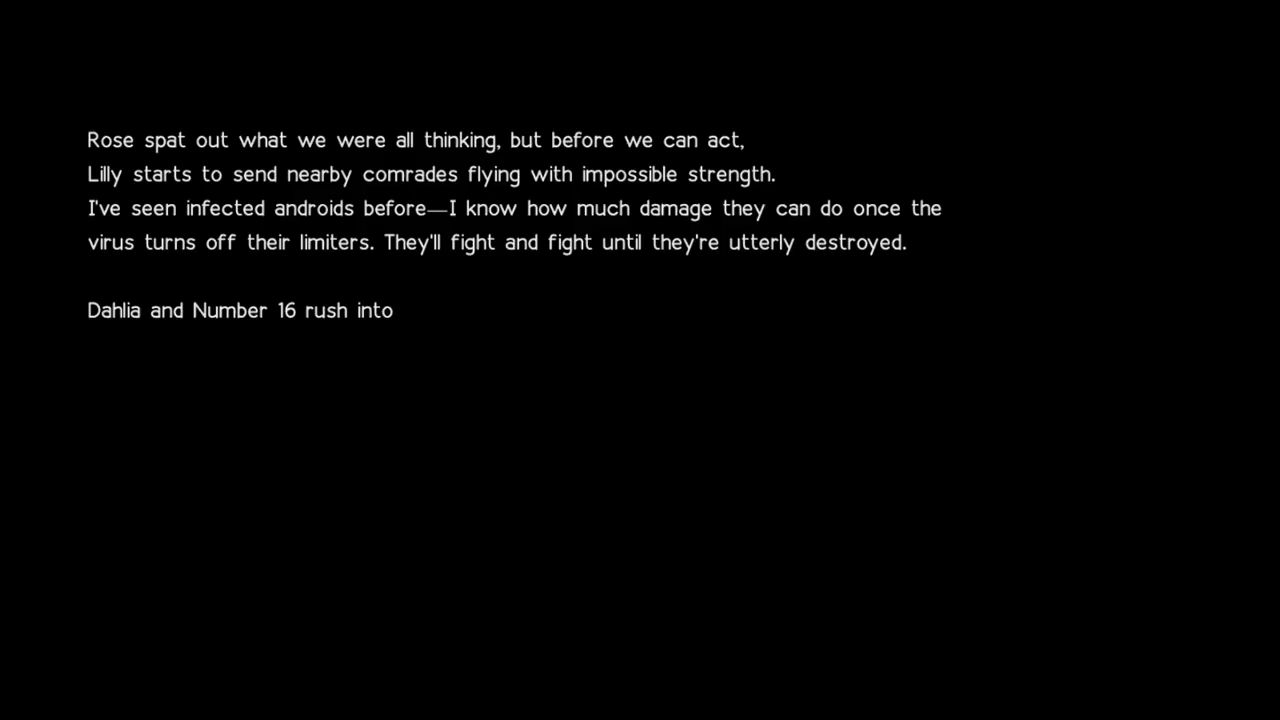 Rose spat out what we were all thinking, but before we can act,
Lilly starts to send nearby comrades flying with impossible strength.
I've seen infected androids before—I know how much damage they can do once the
virus turns off their limiters. They'll fight and fight until they're utterly destroyed.
Dahlia and Number 16 rush into